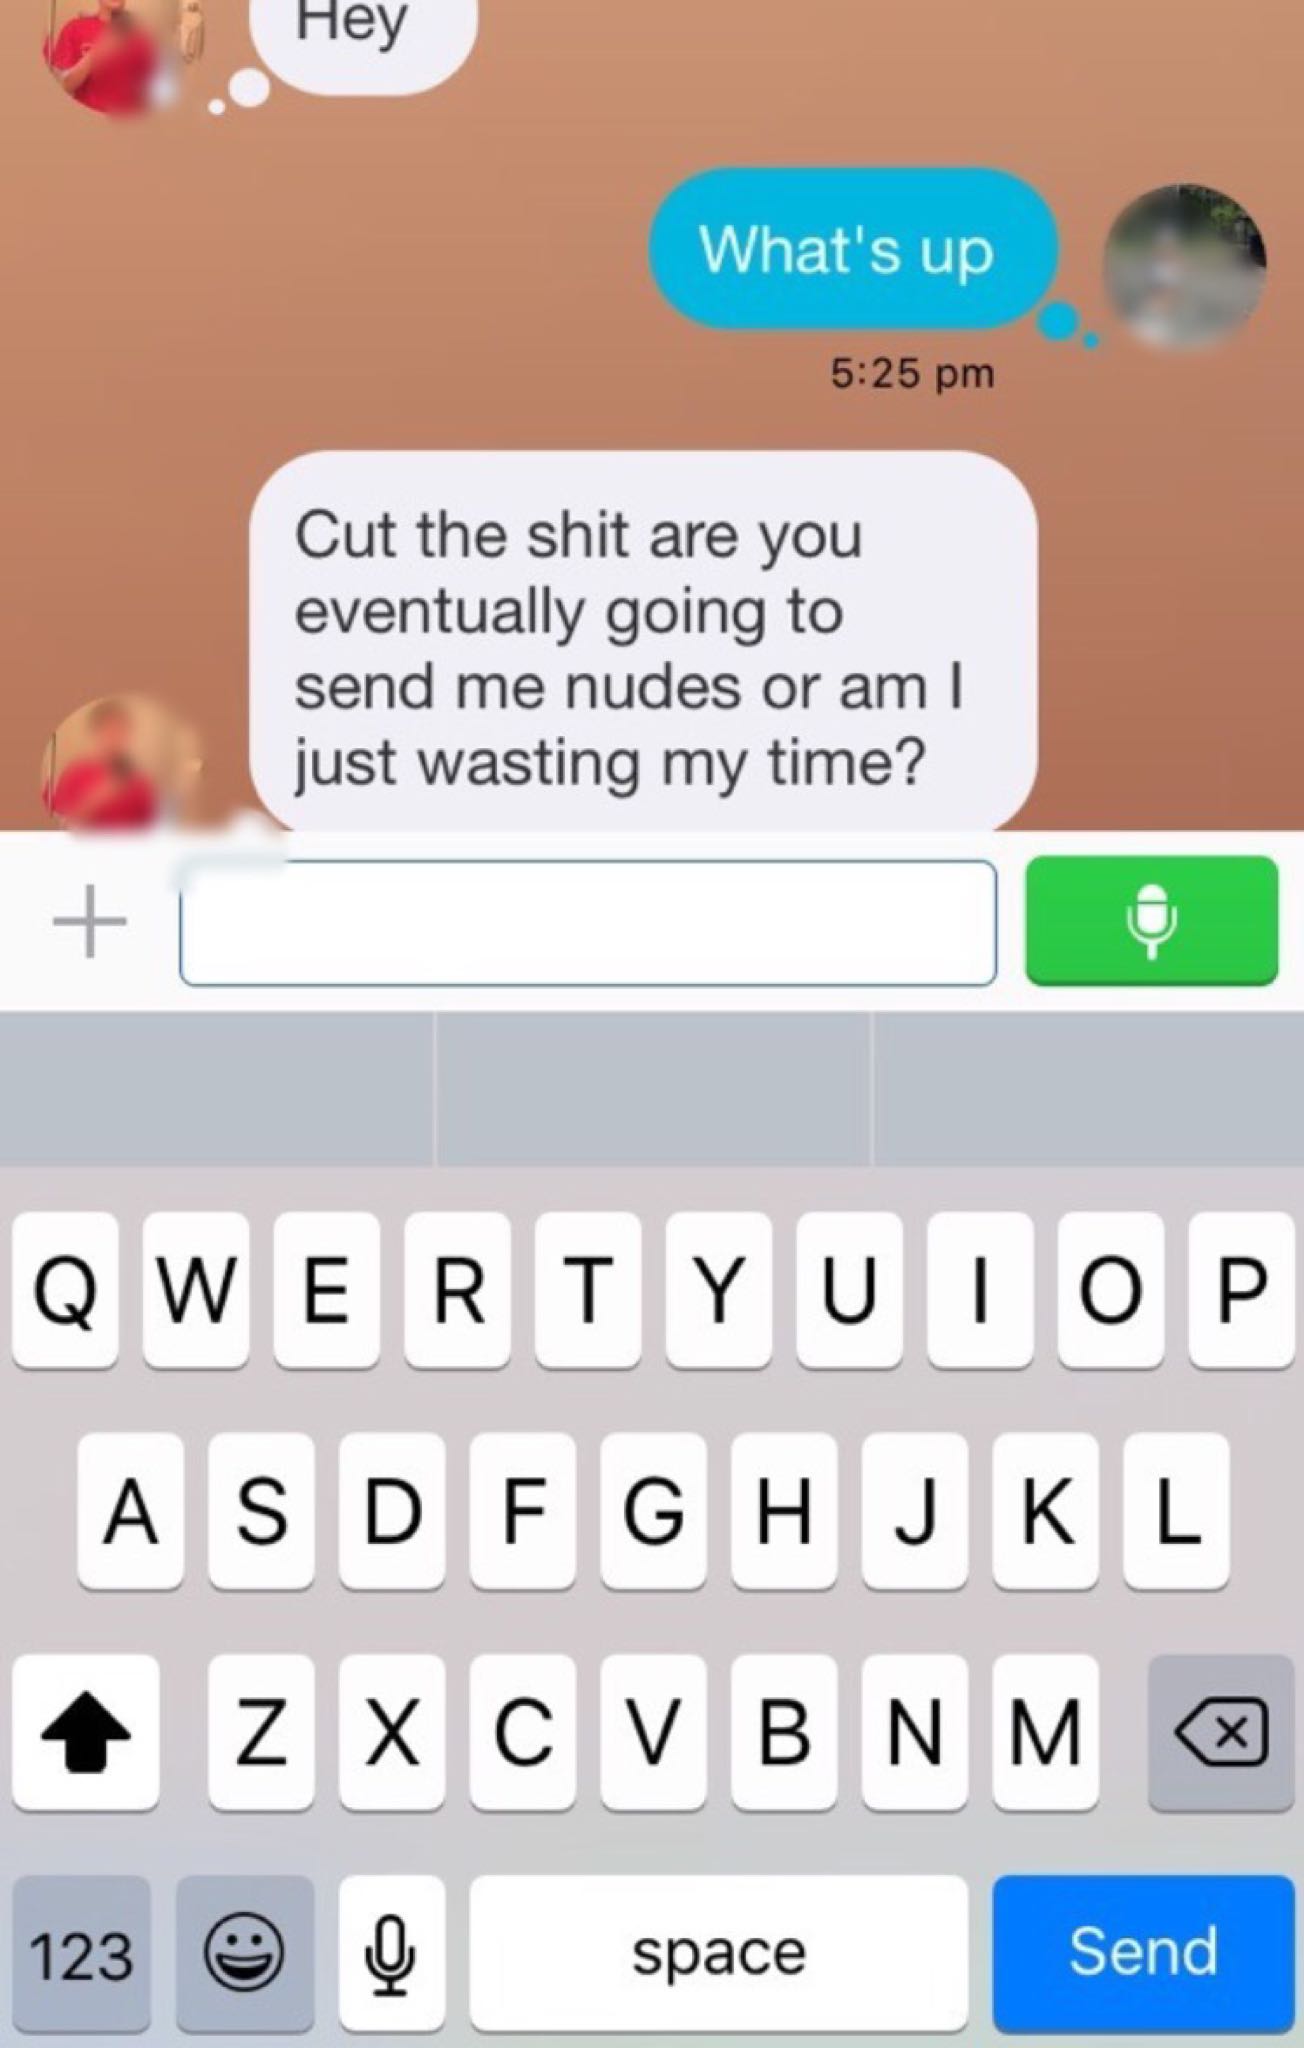 Hey
What's up
5:25 pm
Cut the shit are you
eventually going to
send me nudes or am I
just wasting my time?
Q W E R T Y U I O P
A S D F G H J K L
Z X C V B N M
123 space Send